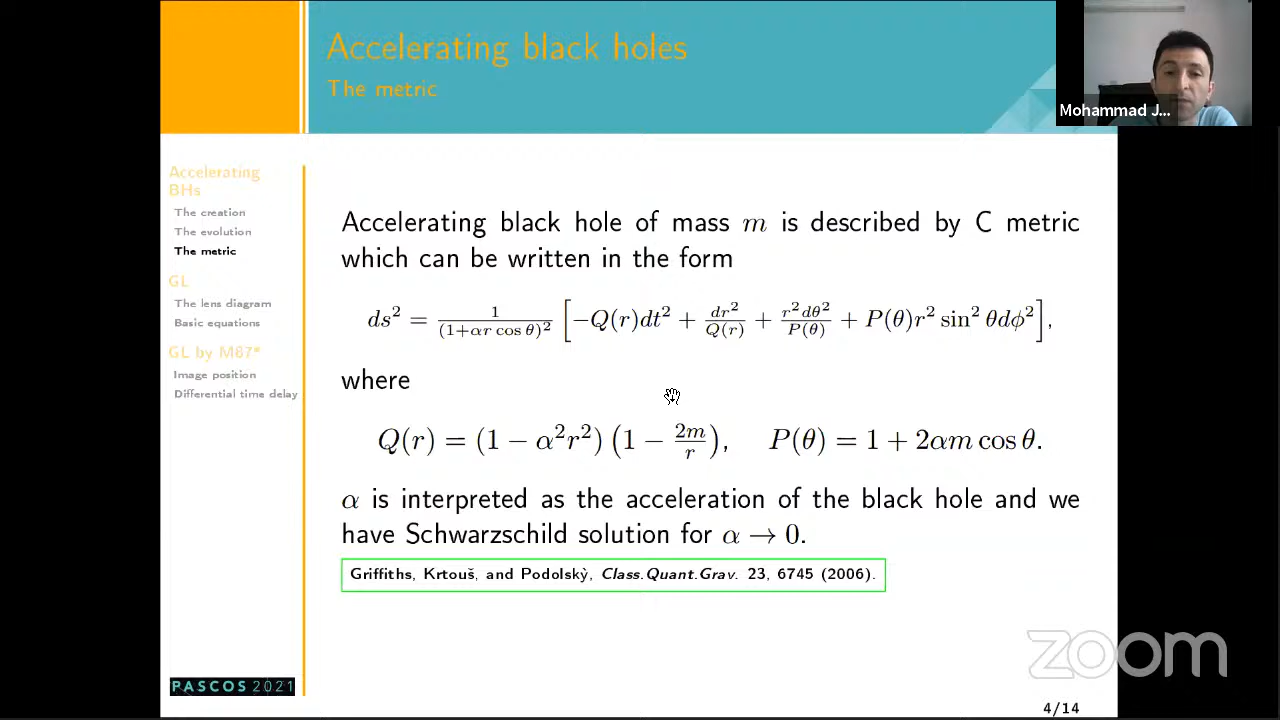 Accelerating black holes
The metric
Mohammad J...
Accelerating
BHs
The creation
The evolution
The metric
GL
The lens diagram
Basic equations
GL by M87*
Image position
Differential time delay
Accelerating black hole of mass m is described by C metric
which can be written in the form
ds² = 1/(1+αr cos θ)² [−Q(r)dt² + dr²/Q(r) + r²dθ²/P(θ) + P(θ)r² sin² θdϕ²],
where
Q(r) = (1 − α²r²) (1 − 2m/r), P(θ) = 1 + 2αm cos θ.
α is interpreted as the acceleration of the black hole and we
have Schwarzschild solution for α → 0.
Griffiths, Krtouš, and Podolskỳ, Class.Quant.Grav. 23, 6745 (2006).
PASCOS 2021
zoom
4/14